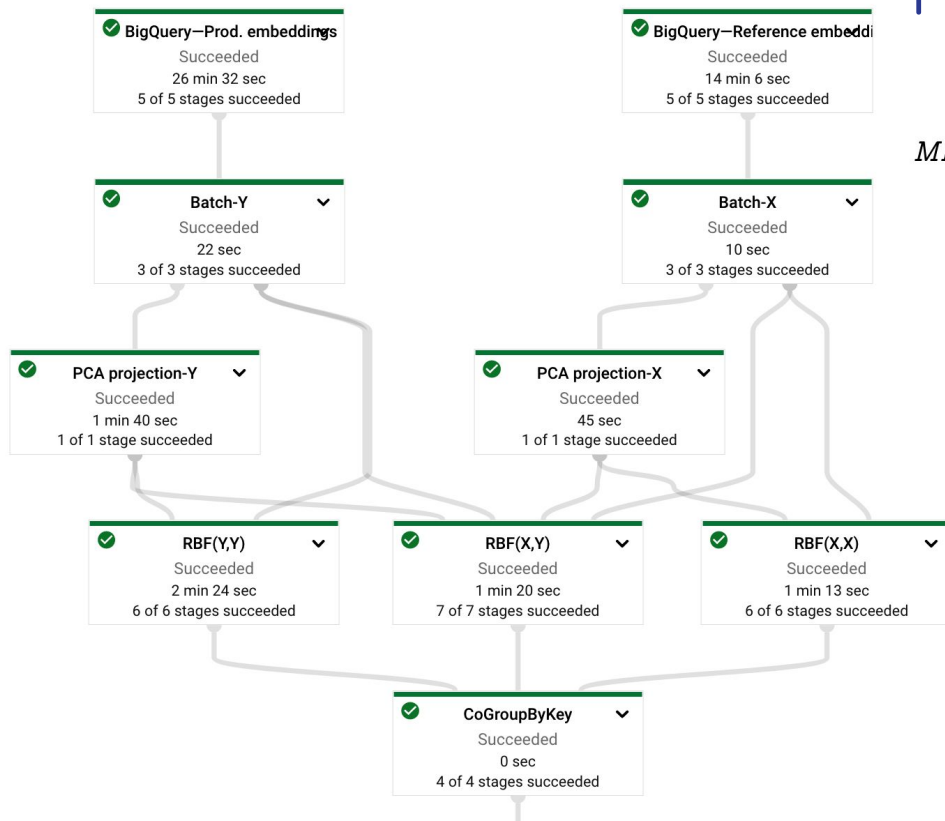 BigQuery—Prod. embeddings
Succeeded
26 min 32 sec
5 of 5 stages succeeded
BigQuery—Reference embeddi
Succeeded
14 min 6 sec
5 of 5 stages succeeded
Batch-Y
Succeeded
22 sec
3 of 3 stages succeeded
Batch-X
Succeeded
10 sec
3 of 3 stages succeeded
PCA projection-Y
Succeeded
1 min 40 sec
1 of 1 stage succeeded
PCA projection-X
Succeeded
45 sec
1 of 1 stage succeeded
RBF(Y,Y)
Succeeded
2 min 24 sec
6 of 6 stages succeeded
RBF(X,Y)
Succeeded
1 min 20 sec
7 of 7 stages succeeded
RBF(X,X)
Succeeded
1 min 13 sec
6 of 6 stages succeeded
CoGroupByKey
Succeeded
0 sec
4 of 4 stages succeeded